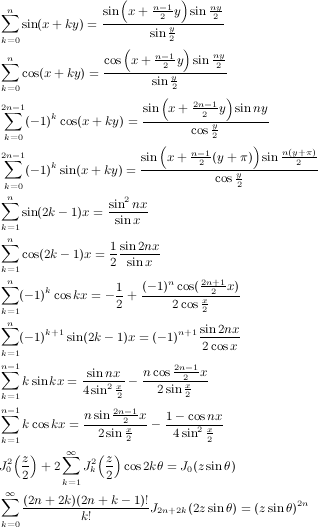 \sum_{k=0}^{n} \sin(x+ky) = \frac{\sin\left(x+\frac{n-1}{2}y\right)\sin\frac{ny}{2}}{\sin\frac{y}{2}}
\sum_{k=0}^{n} \cos(x+ky) = \frac{\cos\left(x+\frac{n-1}{2}y\right)\sin\frac{ny}{2}}{\sin\frac{y}{2}}
\sum_{k=0}^{2n-1} (-1)^k \cos(x+ky) = \frac{\sin\left(x+\frac{2n-1}{2}y\right)\sin ny}{\cos\frac{y}{2}}
\sum_{k=0}^{2n-1} (-1)^k \sin(x+ky) = \frac{\sin\left(x+\frac{n-1}{2}(y+\pi)\right)\sin\frac{n(y+\pi)}{2}}{\cos\frac{y}{2}}
\sum_{k=1}^{n} \sin(2k-1)x = \frac{\sin^2 nx}{\sin x}
\sum_{k=1}^{n} \cos(2k-1)x = \frac{1}{2}\frac{\sin 2nx}{\sin x}
\sum_{k=1}^{n} (-1)^k \cos kx = -\frac{1}{2} + \frac{(-1)^n \cos(\frac{2n+1}{2}x)}{2\cos\frac{x}{2}}
\sum_{k=1}^{n} (-1)^{k+1} \sin(2k-1)x = (-1)^{n+1}\frac{\sin 2nx}{2\cos x}
\sum_{k=1}^{n-1} k \sin kx = \frac{\sin nx}{4\sin^2\frac{x}{2}} - \frac{n\cos\frac{2n-1}{2}x}{2\sin\frac{x}{2}}
\sum_{k=1}^{n-1} k \cos kx = \frac{n\sin\frac{2n-1}{2}x}{2\sin\frac{x}{2}} - \frac{1-\cos nx}{4\sin^2\frac{x}{2}}
J_0^2\left(\frac{z}{2}\right) + 2\sum_{k=1}^{\infty} J_k^2\left(\frac{z}{2}\right)\cos 2k\theta = J_0(z\sin\theta)
\sum_{k=0}^{\infty} \frac{(2n+2k)(2n+k-1)!}{k!} J_{2n+2k}(2z\sin\theta) = (z\sin\theta)^{2n}